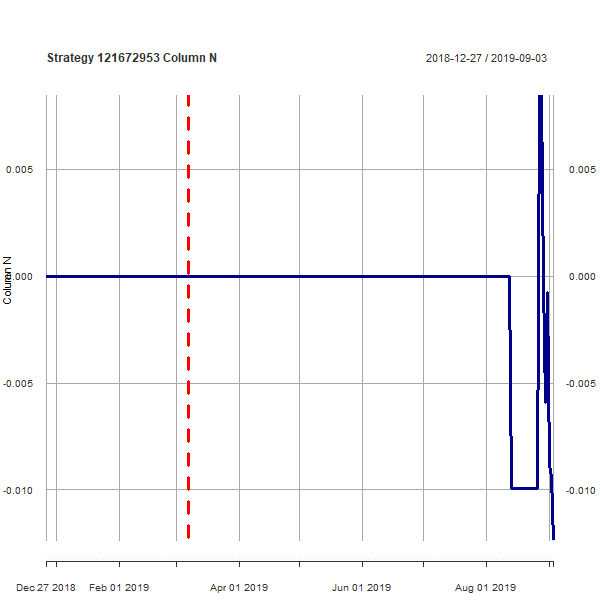 Strategy 121672953 Column N
2018-12-27 / 2019-09-03
0.005 0.005
Column N
0.000 0.000
-0.005 -0.005
-0.010 -0.010
Dec 27 2018 Feb 01 2019 Apr 01 2019 Jun 01 2019 Aug 01 2019